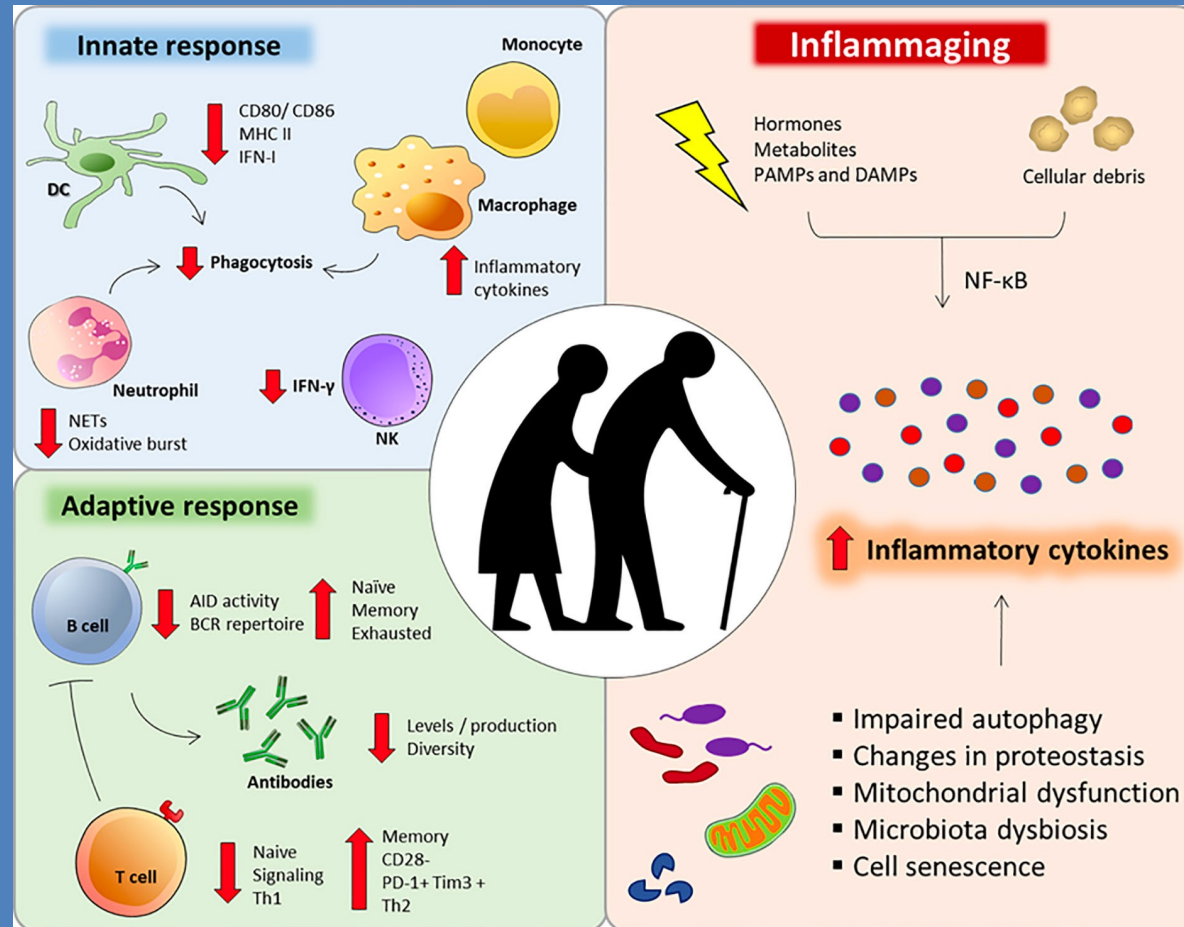 Innate response
Monocyte
CD80/ CD86
MHC II
IFN-I
DC
Macrophage
Phagocytosis
Inflammatory
cytokines
Neutrophil
IFN-γ
NK
NETs
Oxidative burst
Adaptive response
B cell
AID activity
BCR repertoire
Naïve
Memory
Exhausted
Levels / production
Diversity
Antibodies
T cell
Naive
Signaling
Th1
Memory
CD28-
PD-1+ Tim3 +
Th2
Inflammaging
Hormones
Metabolites
PAMPs and DAMPs
Cellular debris
NF-κB
Inflammatory cytokines
▪ Impaired autophagy
▪ Changes in proteostasis
▪ Mitochondrial dysfunction
▪ Microbiota dysbiosis
▪ Cell senescence